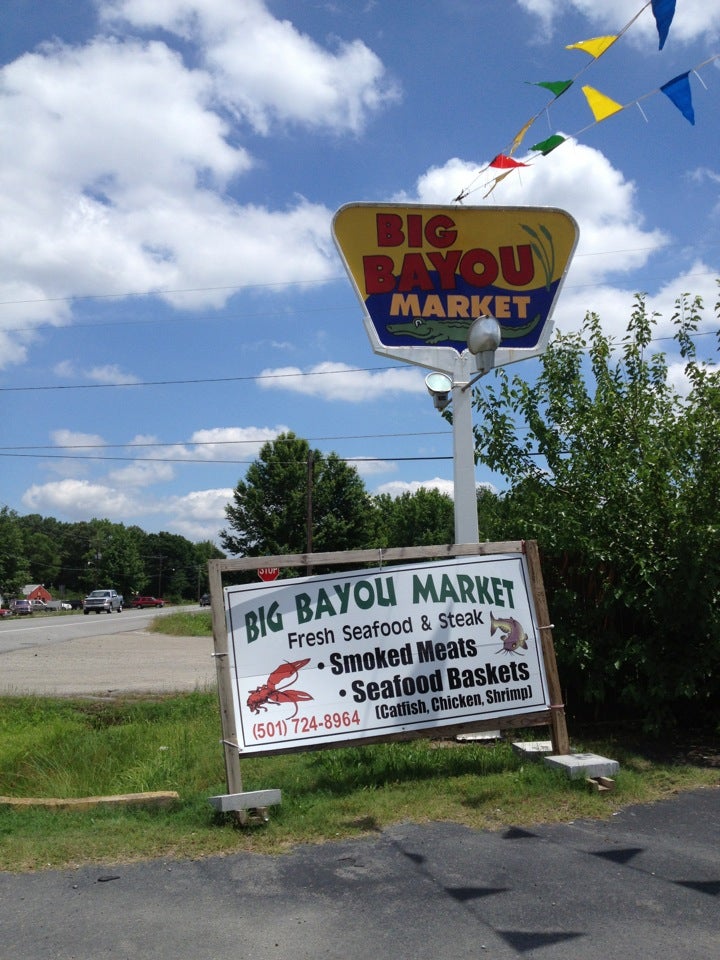 BIG
BAYOU
MARKET
STOP
BIG BAYOU MARKET
Fresh Seafood & Steak
• Smoked Meats
• Seafood Baskets
(Catfish, Chicken, Shrimp)
(501) 724-8964